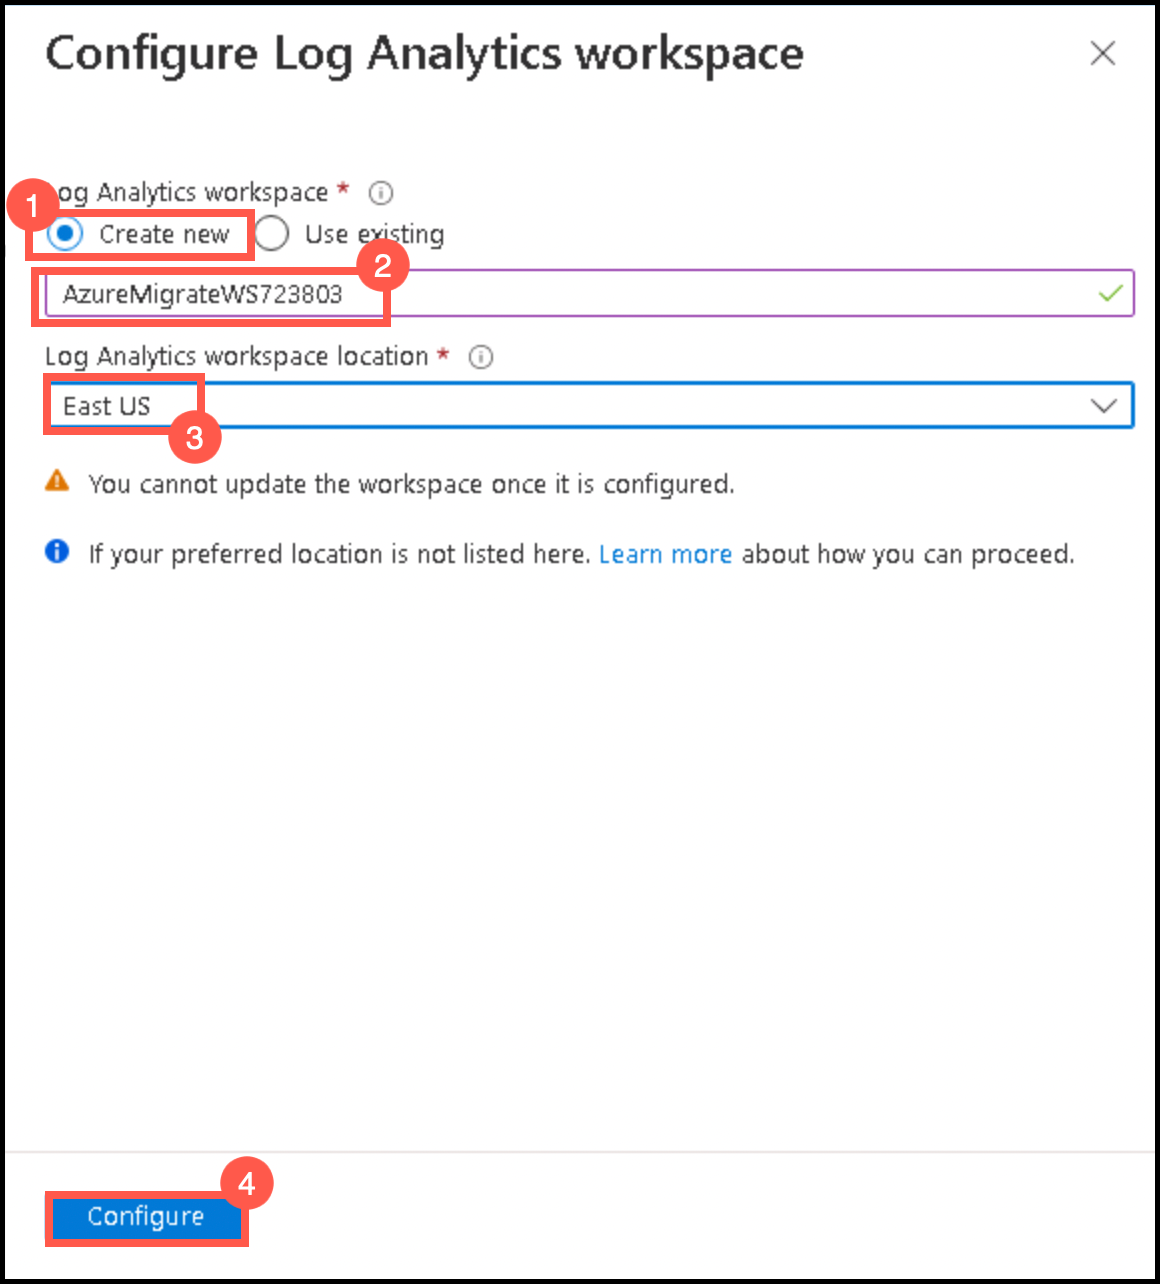 Configure Log Analytics workspace
1
og Analytics workspace *
Create new Use existing
2
AzureMigrateWS723803
Log Analytics workspace location *
East US
3
You cannot update the workspace once it is configured.
If your preferred location is not listed here. Learn more about how you can proceed.
4
Configure